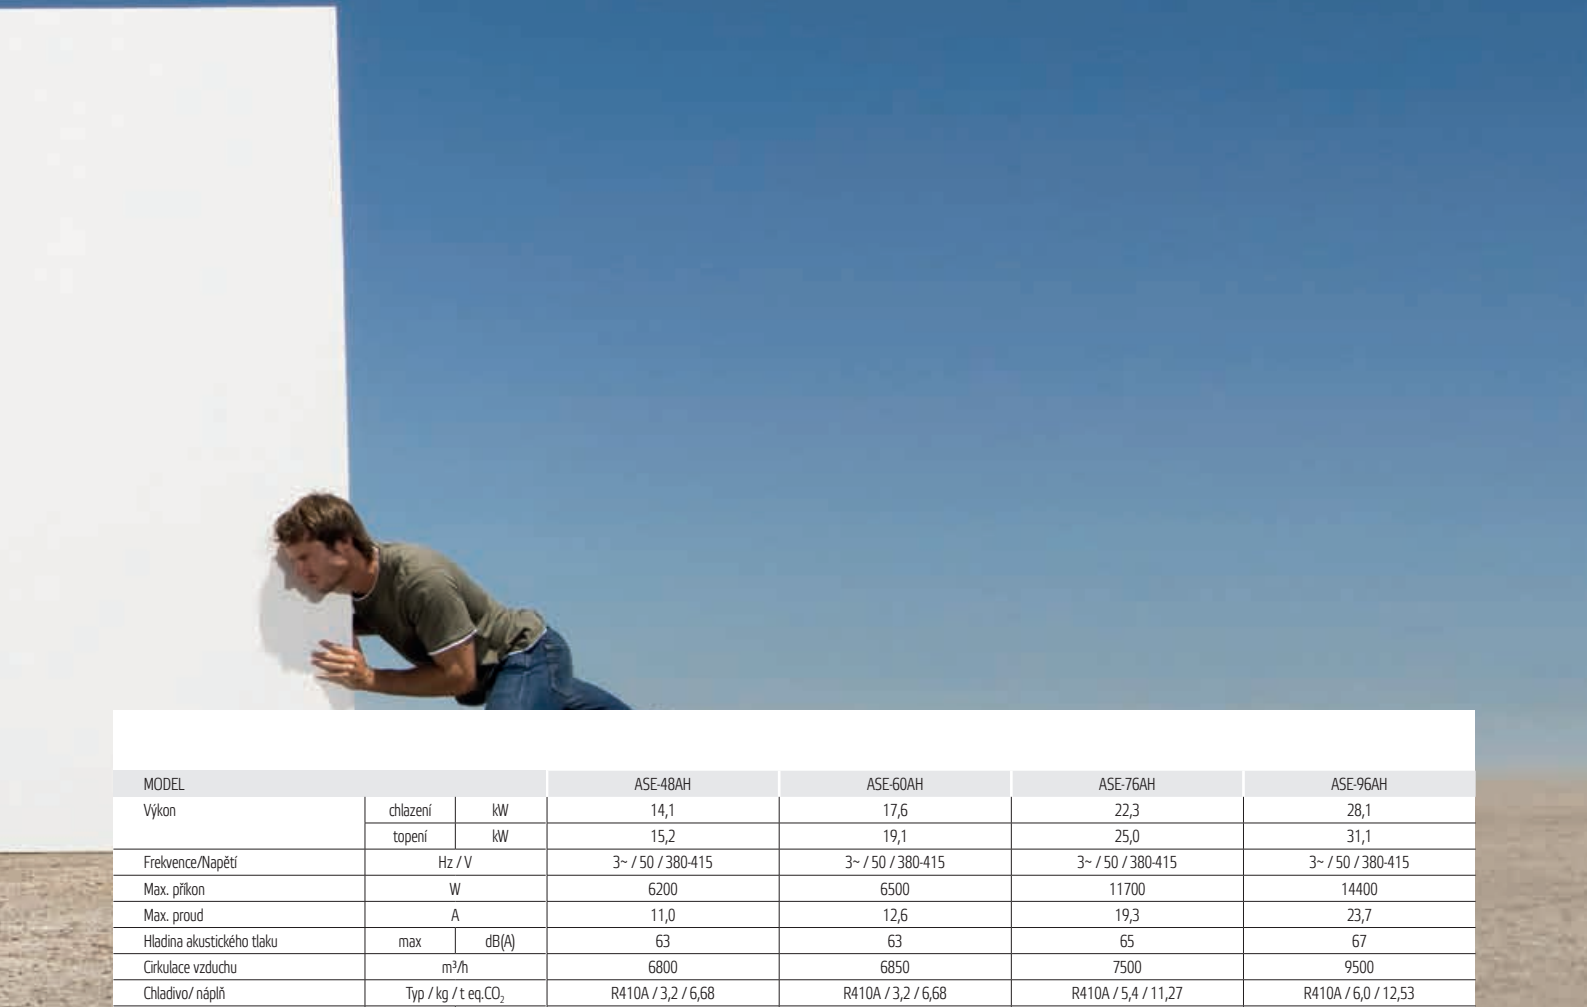 MODEL ASE-48AH ASE-60AH ASE-76AH ASE-96AH
Výkon chlazení kW 14,1 17,6 22,3 28,1
topení kW 15,2 19,1 25,0 31,1
Frekvence/Napětí Hz / V 3~ / 50 / 380-415 3~ / 50 / 380-415 3~ / 50 / 380-415 3~ / 50 / 380-415
Max. příkon W 6200 6500 11700 14400
Max. proud A 11,0 12,6 19,3 23,7
Hladina akustického tlaku max dB(A) 63 63 65 67
Cirkulace vzduchu m³/h 6800 6850 7500 9500
Chladivo/ náplň Typ / kg / t eq.CO₂ R410A / 3,2 / 6,68 R410A / 3,2 / 6,68 R410A / 5,4 / 11,27 R410A / 6,0 / 12,53